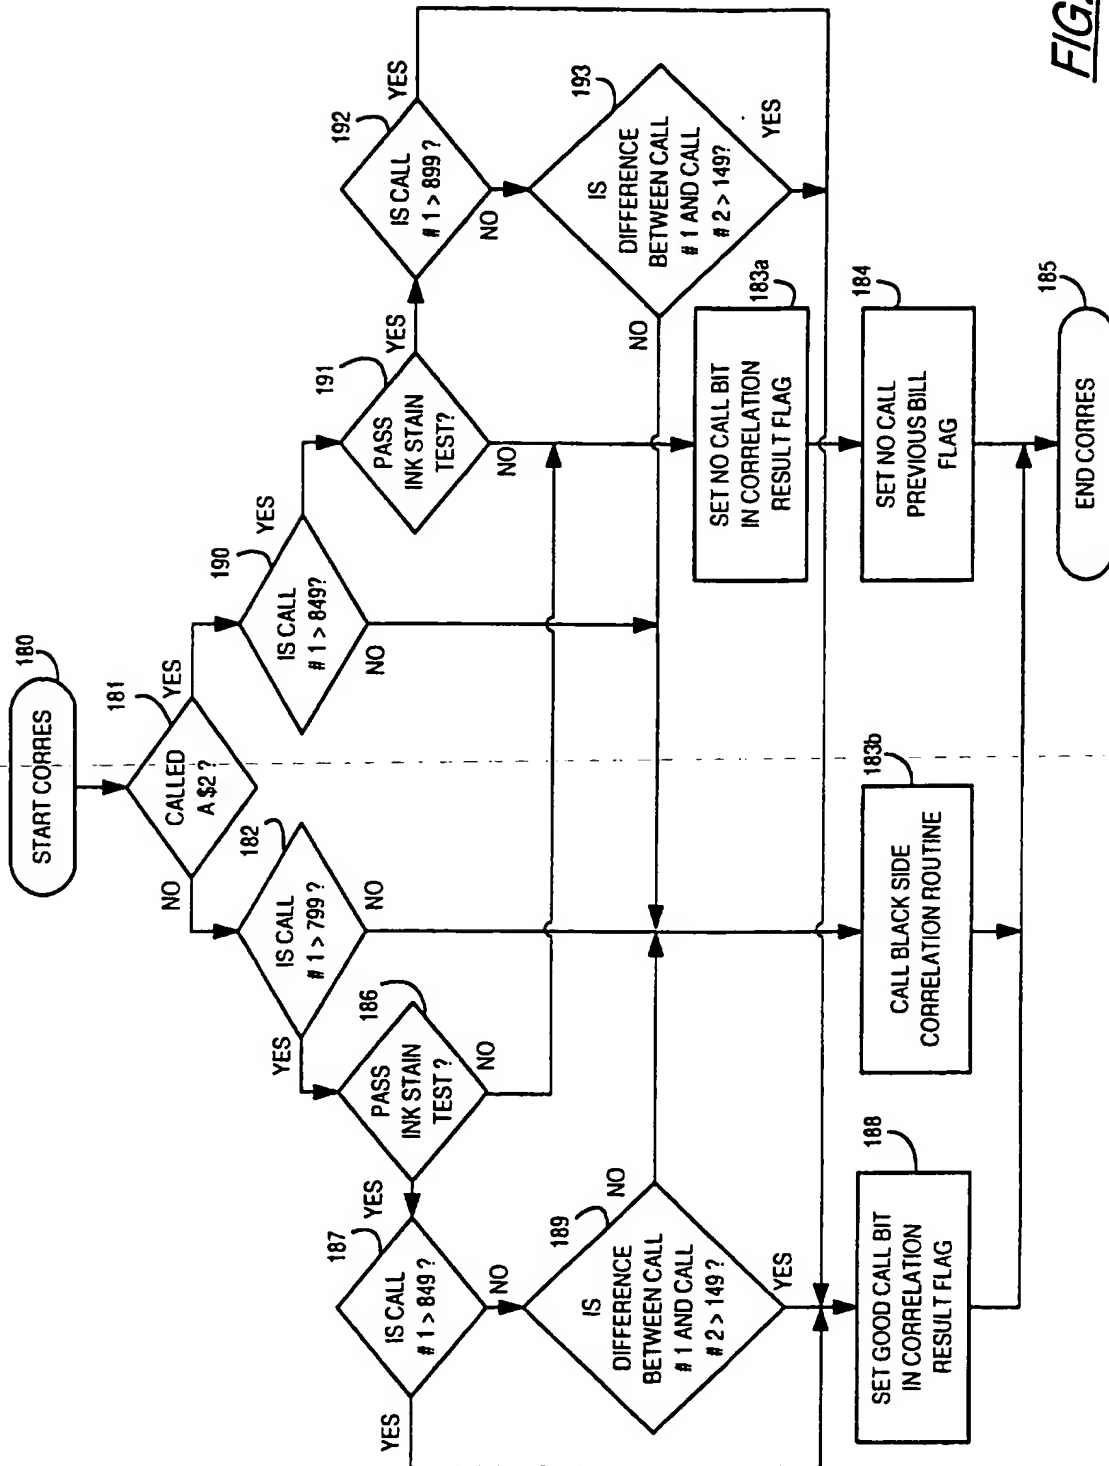 START CORRES
180
CALLED
A $2?
181
NO
YES
IS CALL
# 1 > 799?
182
YES
NO
IS CALL
# 1 > 849?
190
YES
NO
PASS
INK STAIN
TEST?
186
YES
NO
PASS
INK STAIN
TEST?
191
YES
NO
IS CALL
# 1 > 849?
187
YES
NO
IS CALL
# 1 > 899?
192
YES
NO
IS
DIFFERENCE
BETWEEN CALL
# 1 AND CALL
# 2 > 149?
189
NO
YES
IS
DIFFERENCE
BETWEEN CALL
# 1 AND CALL
# 2 > 149?
193
NO
YES
SET NO CALL BIT
IN CORRELATION
RESULT FLAG
183a
SET GOOD CALL BIT
IN CORRELATION
RESULT FLAG
188
CALL BLACK SIDE
CORRELATION ROUTINE
183b
SET NO CALL
PREVIOUS BILL
FLAG
184
END CORRES
185
FIG.